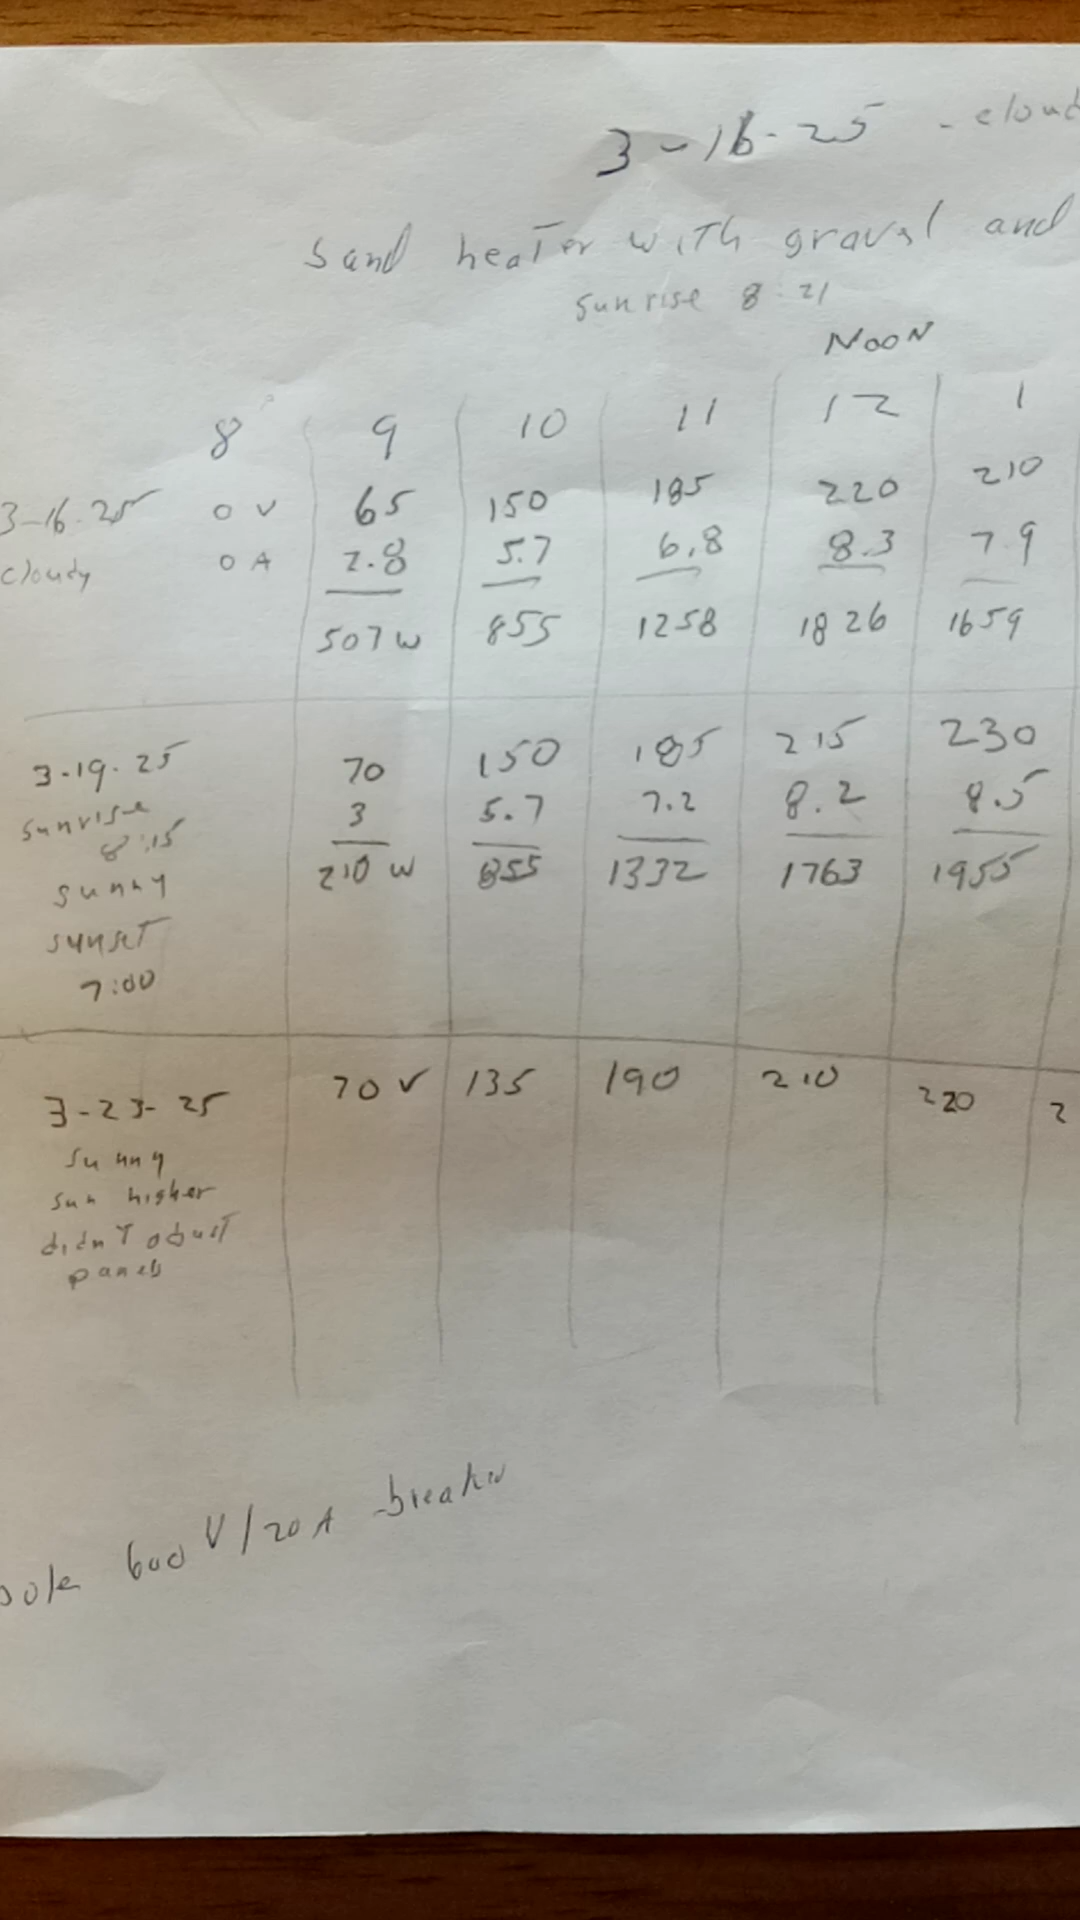 3-16-25 - cloud
sand heater with graval and
sunrise 8:21
NOON
8 9 10 11 12 1
3-16-25 0 V 65 150 185 220 210
cloudy 0 A 2.8 5.7 6.8 8.3 7.9
507 W 855 1258 1826 1659
3-19-25 70 150 185 215 230
sunrise 3 5.7 7.2 8.2 8.5
8:15 210 W 855 1332 1763 1955
sunny
sunset
7:00
3-23-25 70 V 135 190 210 220 2
sunny
sun higher
didnt
panels
600 V/20 A breaker